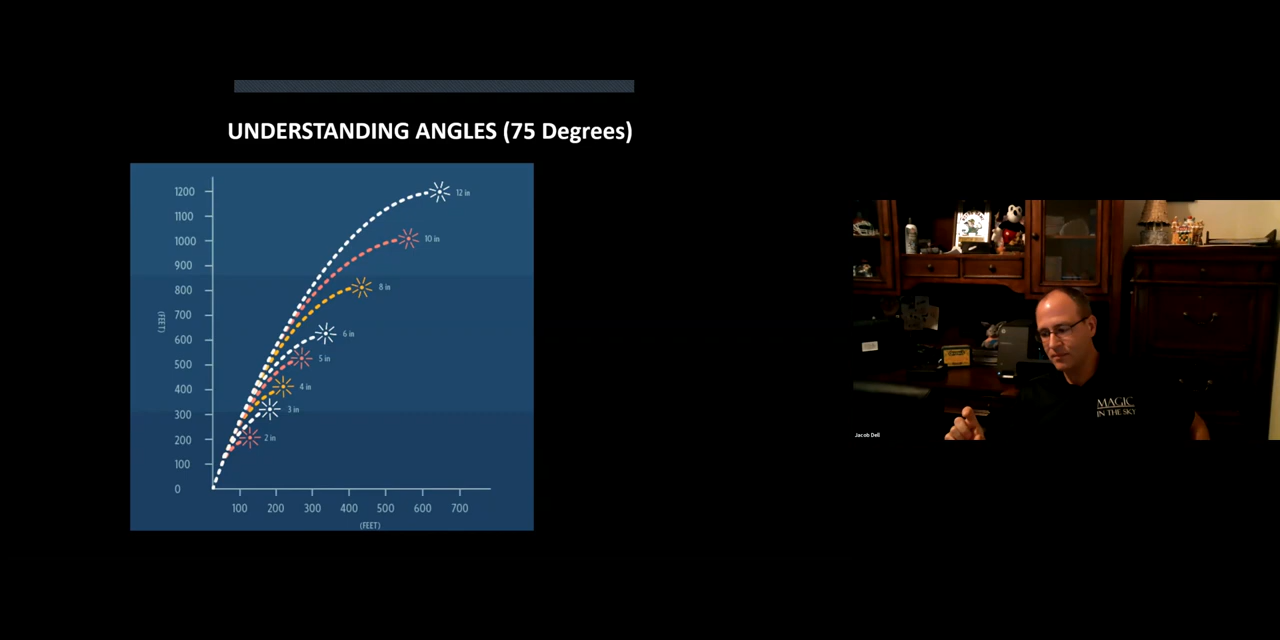 UNDERSTANDING ANGLES (75 Degrees)
1200
1100
1000
900
800
700
600
500
400
300
200
100
0
(FEET)
12 in
10 in
8 in
6 in
5 in
4 in
3 in
2 in
100 200 300 400 500 600 700
(FEET)
MAGIC
IN THE SKY
Jacob Dell